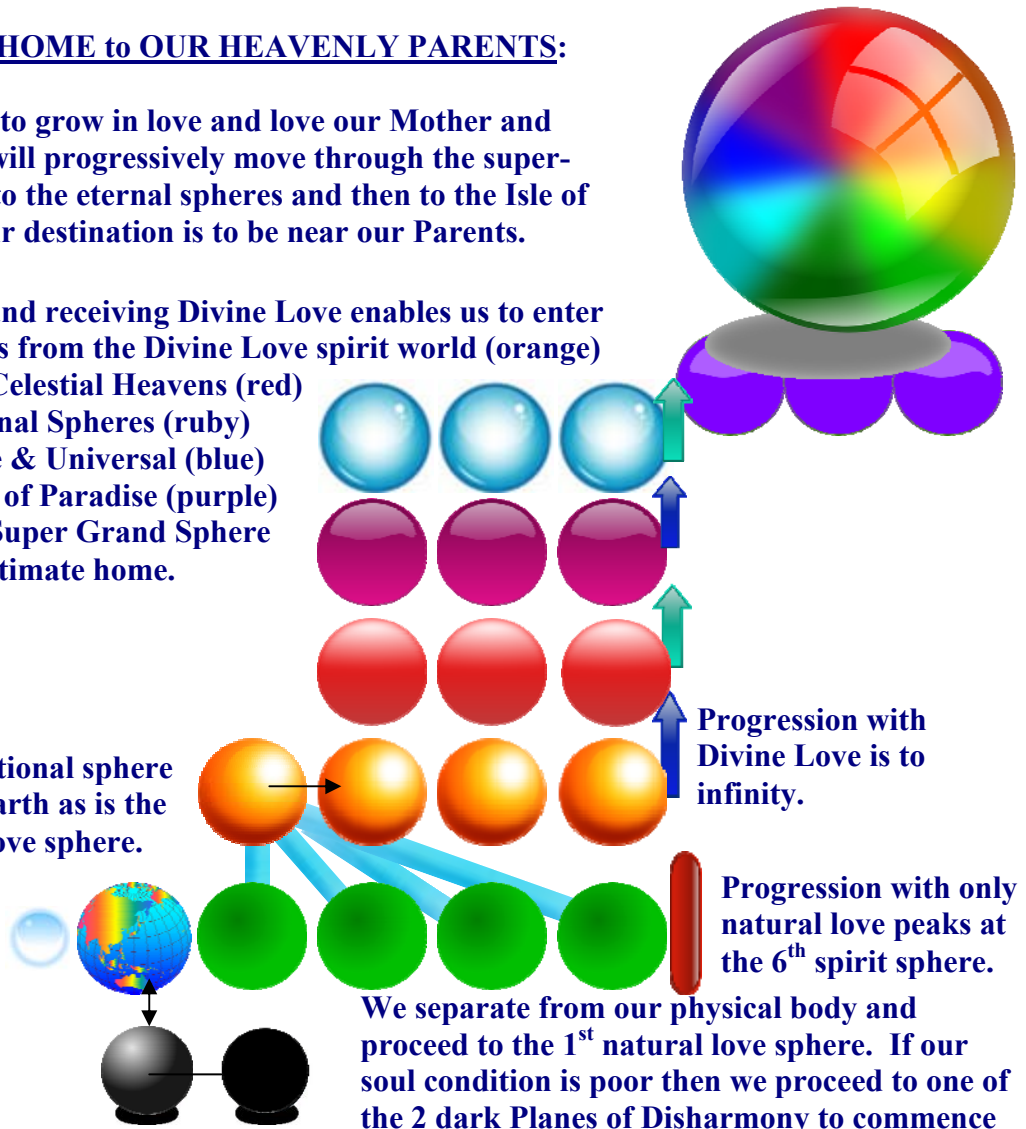 HOME to OUR HEAVENLY PARENTS:
to grow in love and love our Mother and
will progressively move through the super-
to the eternal spheres and then to the Isle of
r destination is to be near our Parents.
and receiving Divine Love enables us to enter
s from the Divine Love spirit world (orange)
Celestial Heavens (red)
nal Spheres (ruby)
e & Universal (blue)
of Paradise (purple)
Super Grand Sphere
timate home.
Progression with
Divine Love is to
infinity.
tional sphere
arth as is the
ove sphere.
Progression with only
natural love peaks at
the 6th spirit sphere.
We separate from our physical body and
proceed to the 1st natural love sphere.  If our
soul condition is poor then we proceed to one of
the 2 dark Planes of Disharmony to commence